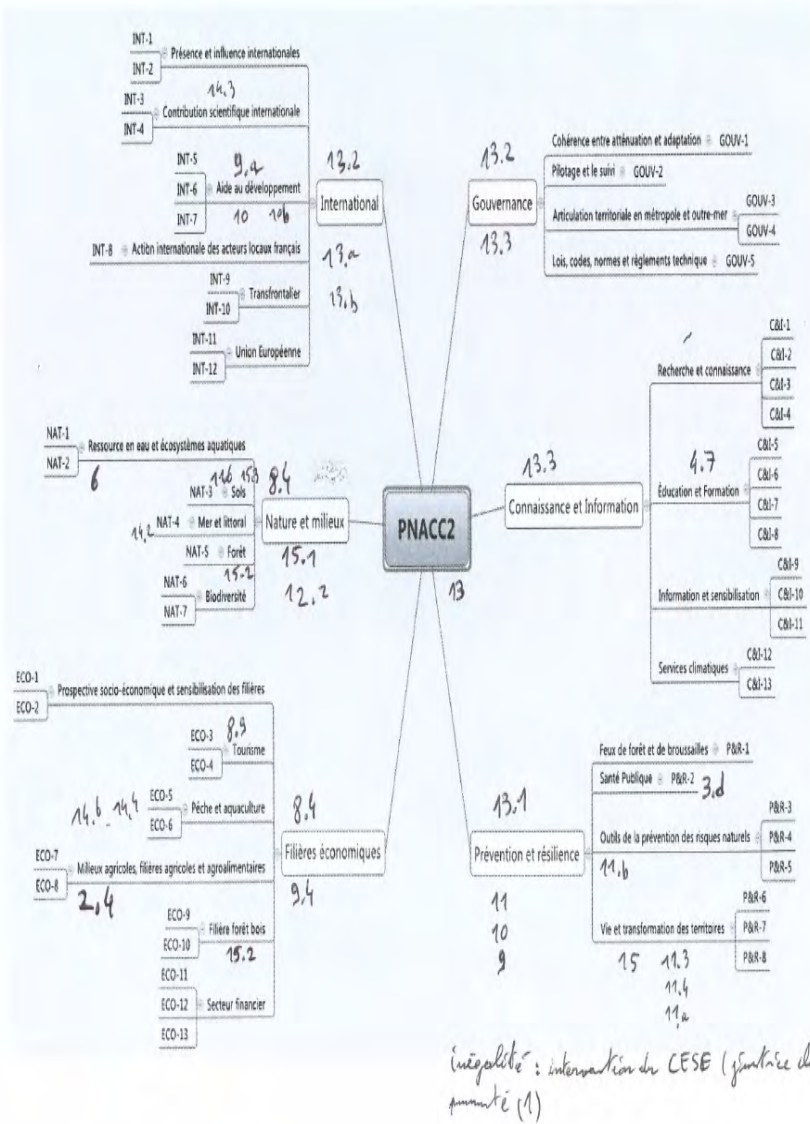 INT-1
Présence et influence internationales
INT-2
14.3
INT-3
Contribution scientifique internationale
INT-4
INT-5
9.a
INT-6
Aide au développement
INT-7
10 10b
INT-8 Action internationale des acteurs locaux français
INT-9
Transfrontalier
INT-10
INT-11
Union Européenne
INT-12
13.2
International
13.a
13.b
13.2
Gouvernance
13.3
Cohérence entre atténuation et adaptation GOUV-1
Pilotage et le suivi GOUV-2
GOUV-3
Articulation territoriale en métropole et outre-mer
GOUV-4
Lois, codes, normes et règlements technique GOUV-5
C&I-1
C&I-2
Recherche et connaissance
C&I-3
C&I-4
C&I-5
4.7
C&I-6
Éducation et Formation
C&I-7
C&I-8
C&I-9
Information et sensibilisation C&I-10
C&I-11
C&I-12
Services climatiques
C&I-13
13.3
Connaissance et Information
PNACC2
13
NAT-1
Ressource en eau et écosystèmes aquatiques
NAT-2
6
15.3
NAT-3 Sols
NAT-4 Mer et littoral
14.2
NAT-5 Forêt
15.2
NAT-6
Biodiversité
NAT-7
8.4
Nature et milieu
15.1
12.2
ECO-1
Prospective socio-économique et sensibilisation des filières
ECO-2
8.9
ECO-3
Tourisme
ECO-4
14.b - 14.4
ECO-5
Pêche et aquaculture
ECO-6
ECO-7
Milieux agricoles, filières agricoles et agroalimentaires
ECO-8
2.4
ECO-9
Filière forêt bois
ECO-10
15.2
ECO-11
ECO-12 Secteur financier
ECO-13
8.4
Filières économiques
9.4
13.1
Prévention et résilience
11
10
9
Feux de forêt et de broussailles P&R-1
Santé Publique P&R-2 3.d
P&R-3
Outils de la prévention des risques naturels P&R-4
11.b
P&R-5
P&R-6
Vie et transformation des territoires P&R-7
P&R-8
15 11.3
11.4
11.a
inégalité : intervention du CESE (justice
(1)